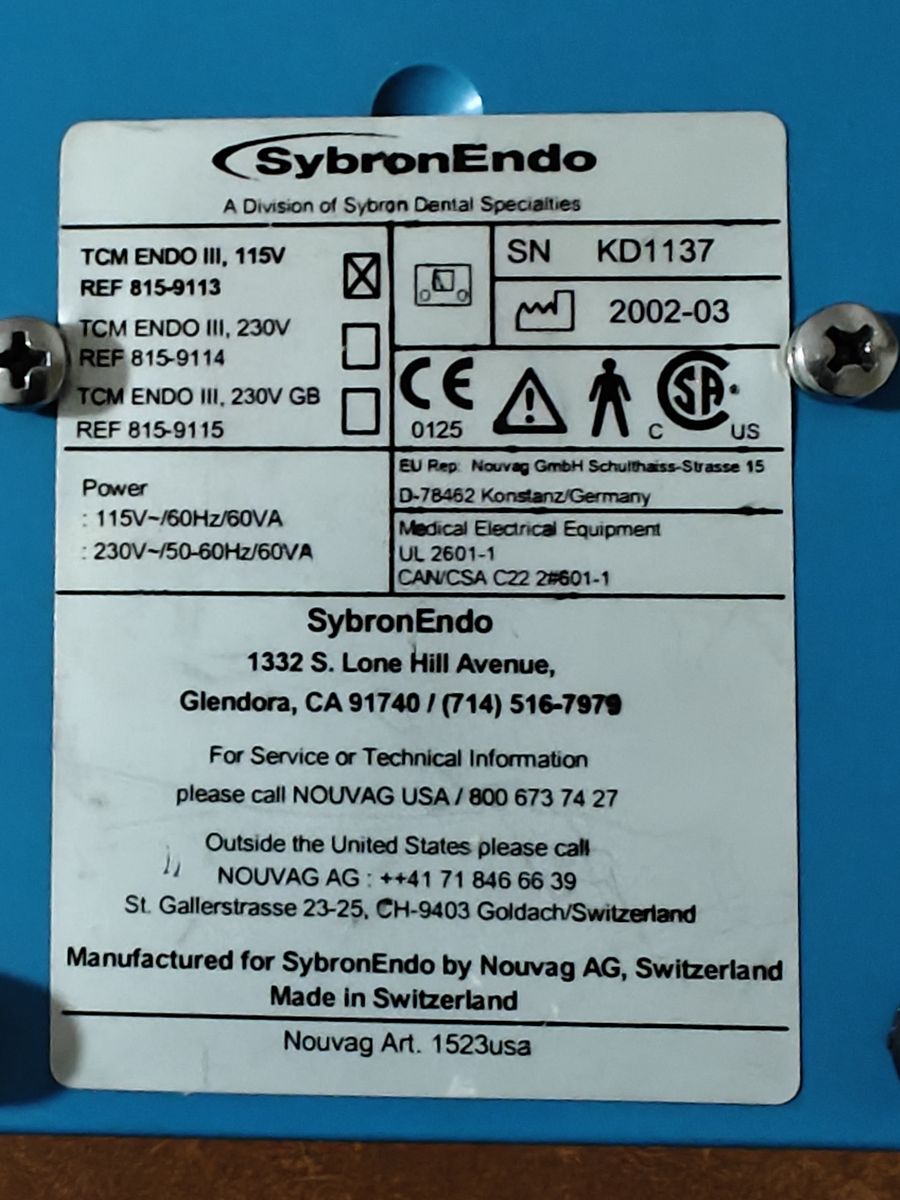 SybronEndo
A Division of Sybron Dental Specialties
TCM ENDO III, 115V
REF 815-9113
TCM ENDO III, 230V
REF 815-9114
TCM ENDO III, 230V GB
REF 815-9115
SN KD1137
2002-03
CE
0125
C SA US
Power
: 115V~/60Hz/60VA
: 230V~/50-60Hz/60VA
EU Rep: Nouvag GmbH Schulthaiss-Strasse 15
D-78462 Konstanz/Germany
Medical Electrical Equipment
UL 2601-1
CAN/CSA C22 2#601-1
SybronEndo
1332 S. Lone Hill Avenue,
Glendora, CA 91740 / (714) 516-7979
For Service or Technical Information
please call NOUVAG USA / 800 673 74 27
Outside the United States please call
NOUVAG AG : ++41 71 846 66 39
St. Gallerstrasse 23-25, CH-9403 Goldach/Switzerland
Manufactured for SybronEndo by Nouvag AG, Switzerland
Made in Switzerland
Nouvag Art. 1523usa